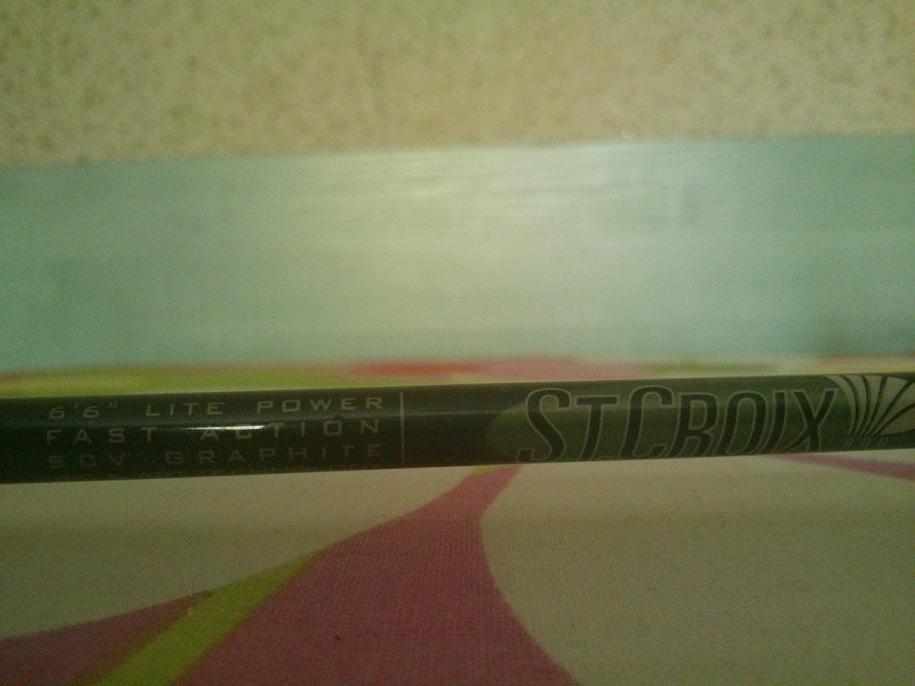 6'6" LITE POWER
FAST ACTION
SCV GRAPHITE
ST.CROIX